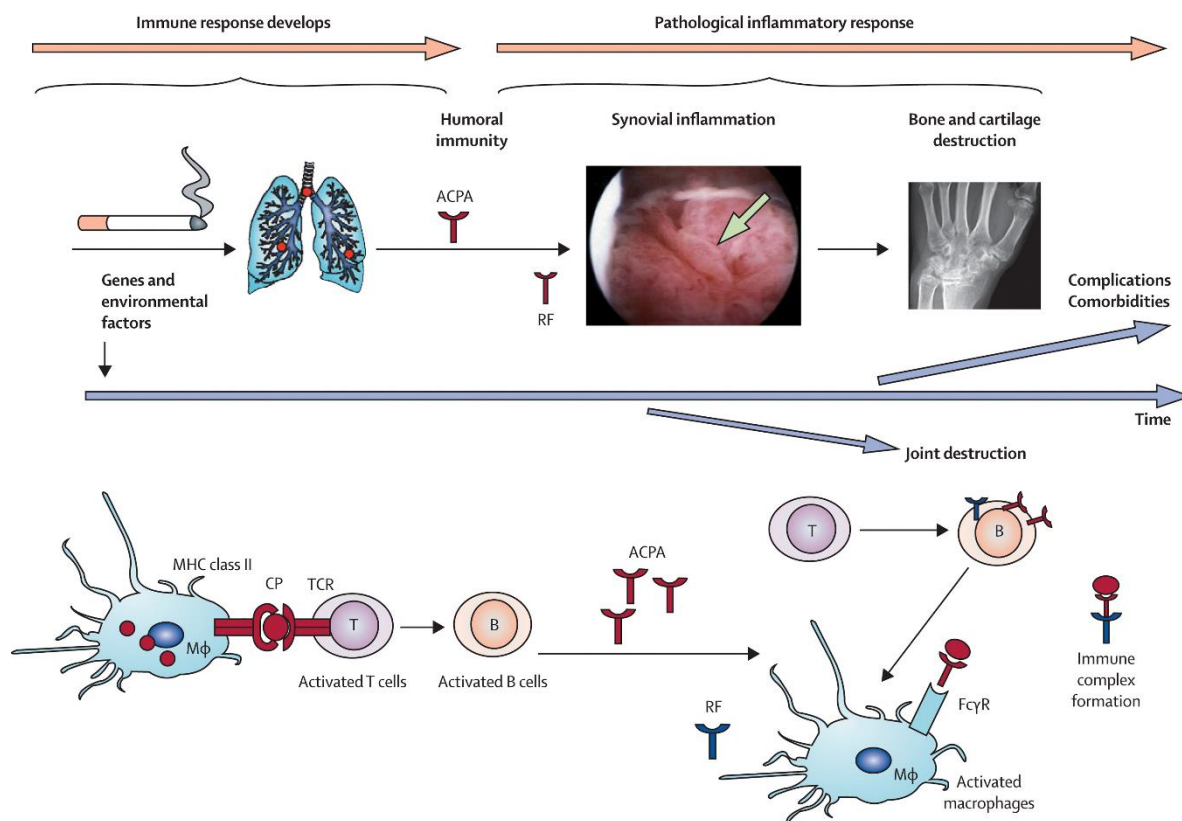 Immune response develops
Pathological inflammatory response
Humoral
immunity
Synovial inflammation
Bone and cartilage
destruction
ACPA
RF
Genes and
environmental
factors
Complications
Comorbidities
Time
Joint destruction
MHC class II
CP
TCR
Mϕ
T
B
Activated T cells
Activated B cells
ACPA
RF
T
B
FcγR
Mϕ
Activated
macrophages
Immune
complex
formation